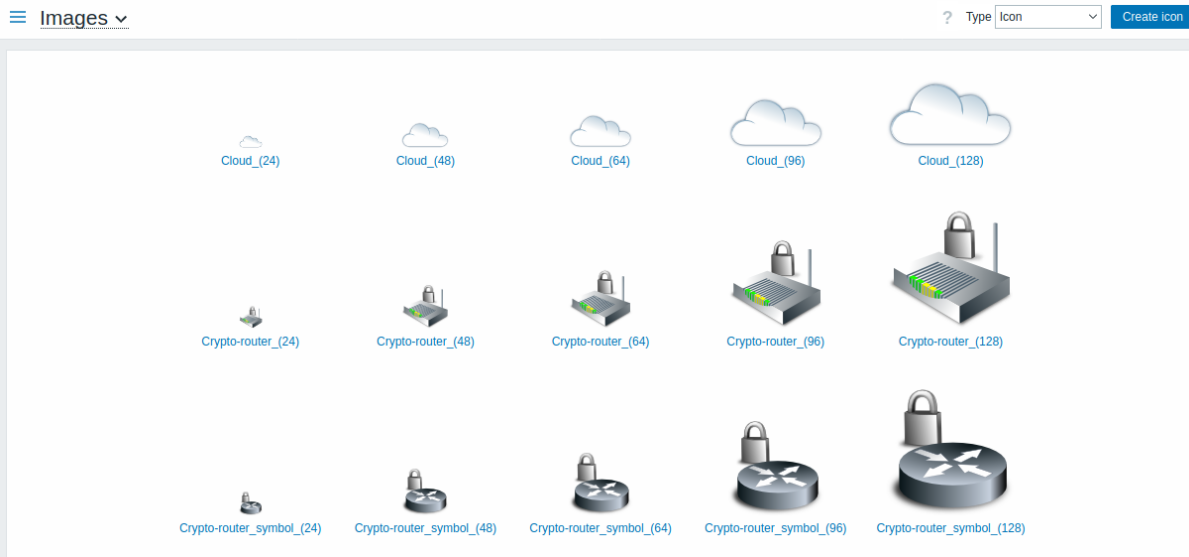 Images
? Type Icon Create icon
Cloud_(24) Cloud_(48) Cloud_(64) Cloud_(96) Cloud_(128)
Crypto-router_(24) Crypto-router_(48) Crypto-router_(64) Crypto-router_(96) Crypto-router_(128)
Crypto-router_symbol_(24) Crypto-router_symbol_(48) Crypto-router_symbol_(64) Crypto-router_symbol_(96) Crypto-router_symbol_(128)